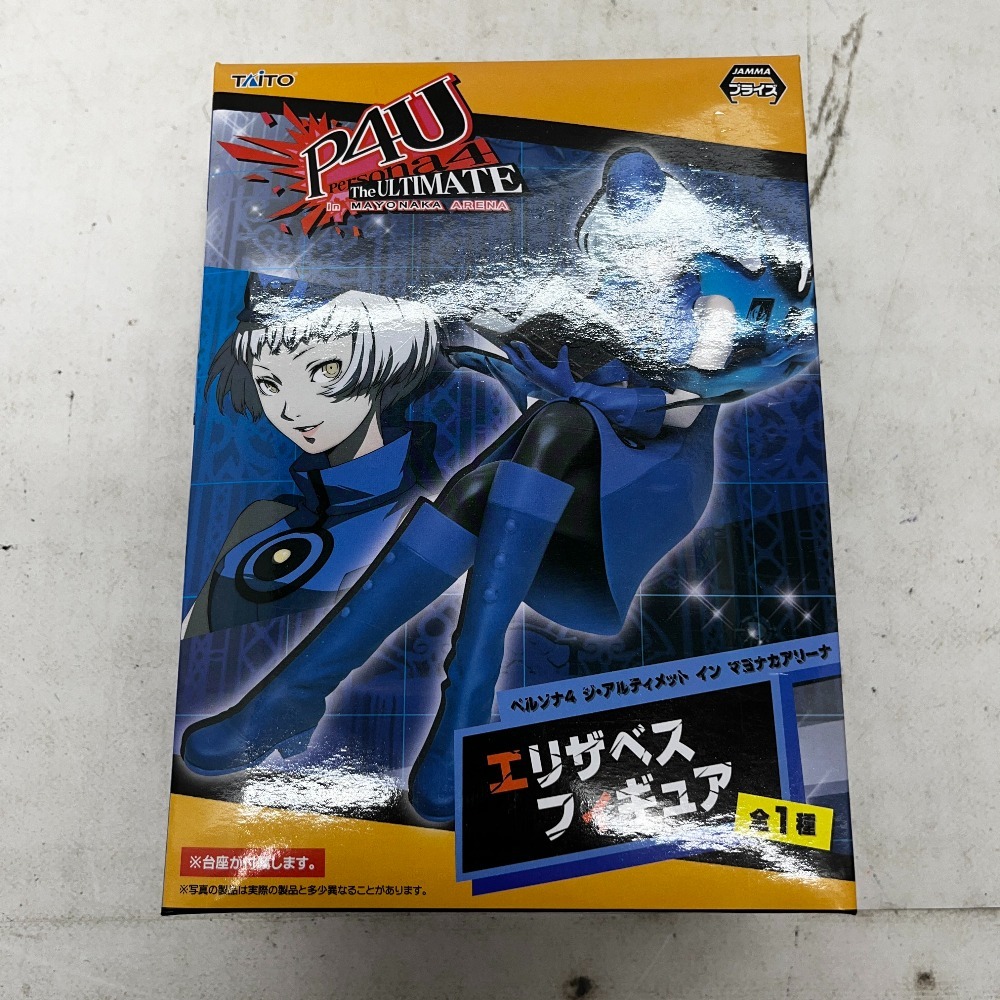 TAITO
JAMMA
プライズ
P4U
Persona4
The ULTIMATE
In MAYONAKA ARENA
ペルソナ4 ジ・アルティメット イン マヨナカアリーナ
エリザベス
フィギュア
全1種
※台座が付属します。
※写真の製品は実際の製品と多少異なることがあります。